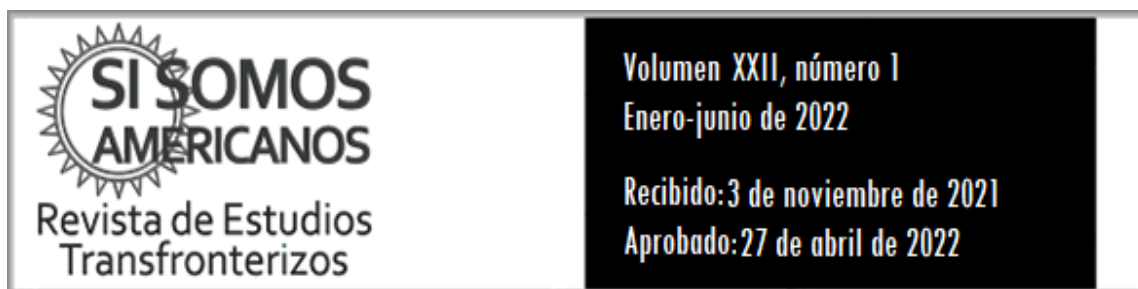 SI SOMOS
AMERICANOS
Revista de Estudios
Transfronterizos
Volumen XXII, número 1
Enero-junio de 2022
Recibido:3 de noviembre de 2021
Aprobado:27 de abril de 2022